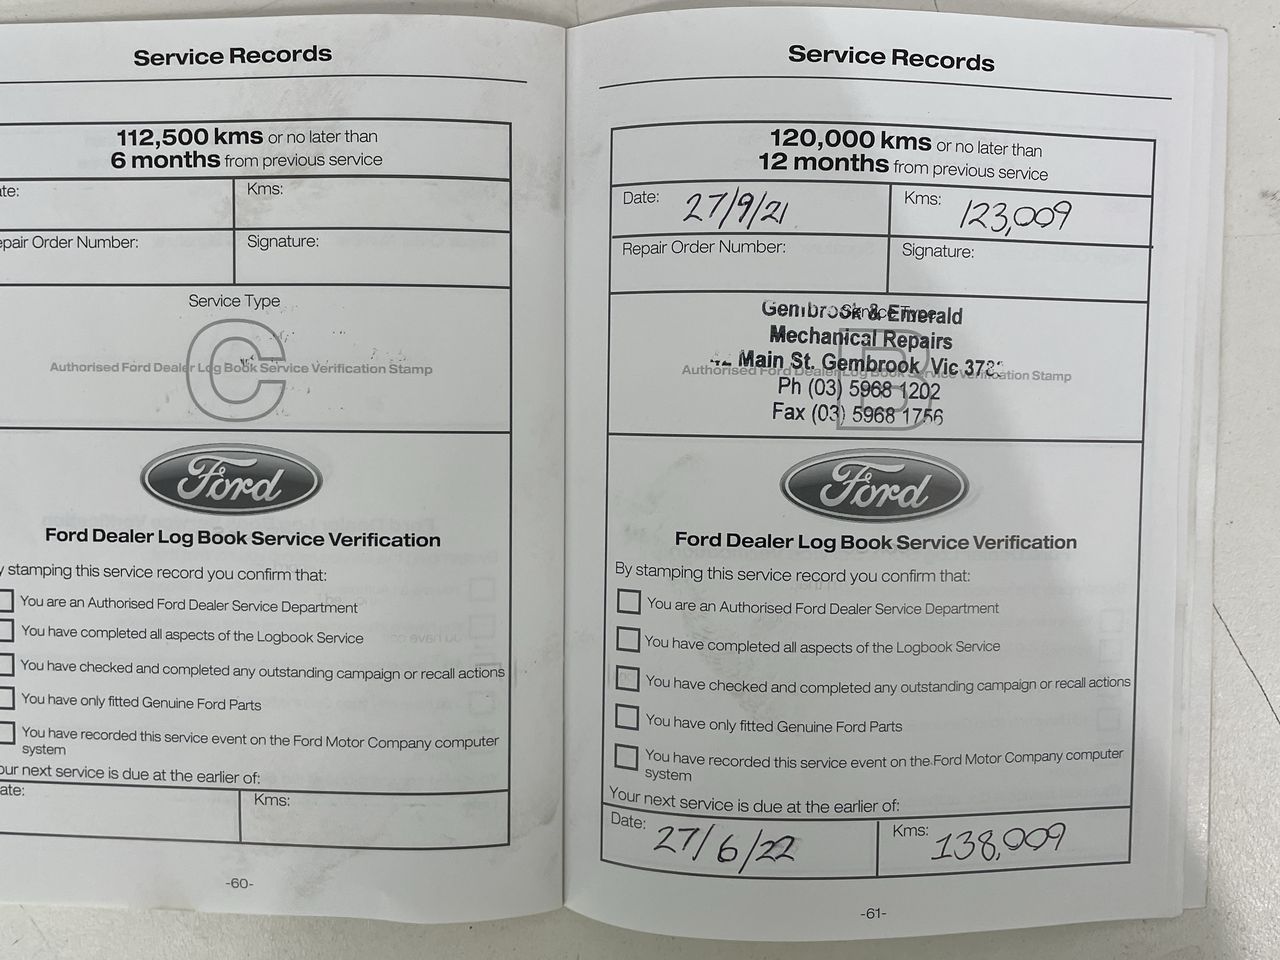 Service Records
112,500 kms or no later than
6 months from previous service
ate:
Kms:
epair Order Number:
Signature:
Service Type
C
Authorised Ford Dealer Log Book Service Verification Stamp
Ford
Ford Dealer Log Book Service Verification
y stamping this service record you confirm that:
You are an Authorised Ford Dealer Service Department
You have completed all aspects of the Logbook Service
You have checked and completed any outstanding campaign or recall actions
You have only fitted Genuine Ford Parts
You have recorded this service event on the Ford Motor Company computer
system
our next service is due at the earlier of:
ate:
Kms:
-60-
Service Records
120,000 kms or no later than
12 months from previous service
Date: 27/9/21
Kms: 123,009
Repair Order Number:
Signature:
Service Type
Gembrook & Emerald
Mechanical Repairs
Main St. Gembrook Vic
Authorised Ford Dealer Log Book Service Verification Stamp
B
Ph (03) 5968 1202
Fax (03) 5968 1756
Ford
Ford Dealer Log Book Service Verification
By stamping this service record you confirm that:
You are an Authorised Ford Dealer Service Department
You have completed all aspects of the Logbook Service
You have checked and completed any outstanding campaign or recall actions
You have only fitted Genuine Ford Parts
You have recorded this service event on the Ford Motor Company computer
system
Your next service is due at the earlier of:
Date: 27/6/22
Kms: 138,009
-61-